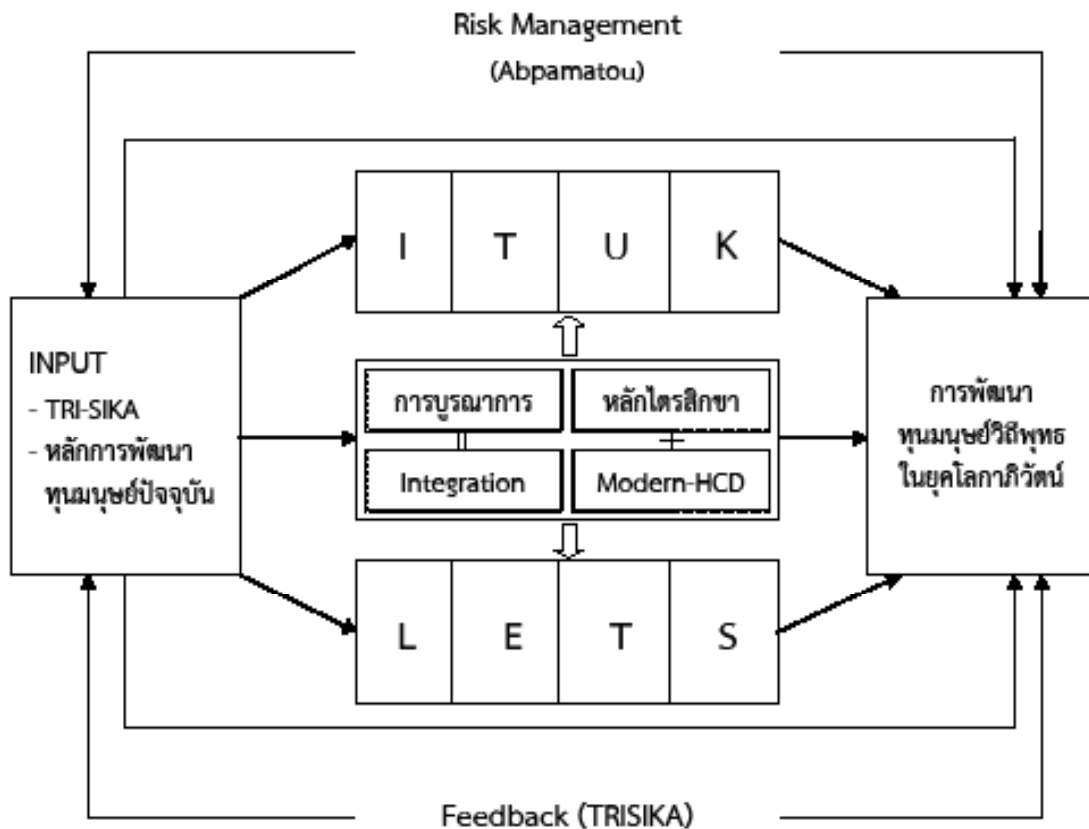 Risk Management
(Abpamatou)
I T U K
INPUT
- TRI-SIKA
- หลักการพัฒนา
ทุนมนุษย์ปัจจุบัน
การบูรณาการ
หลักไตรสิกขา
||
+
Integration
Modern-HCD
การพัฒนา
ทุนมนุษย์วิถีพุทธ
ในยุคโลกาภิวัตน์
L E T S
Feedback (TRISIKA)